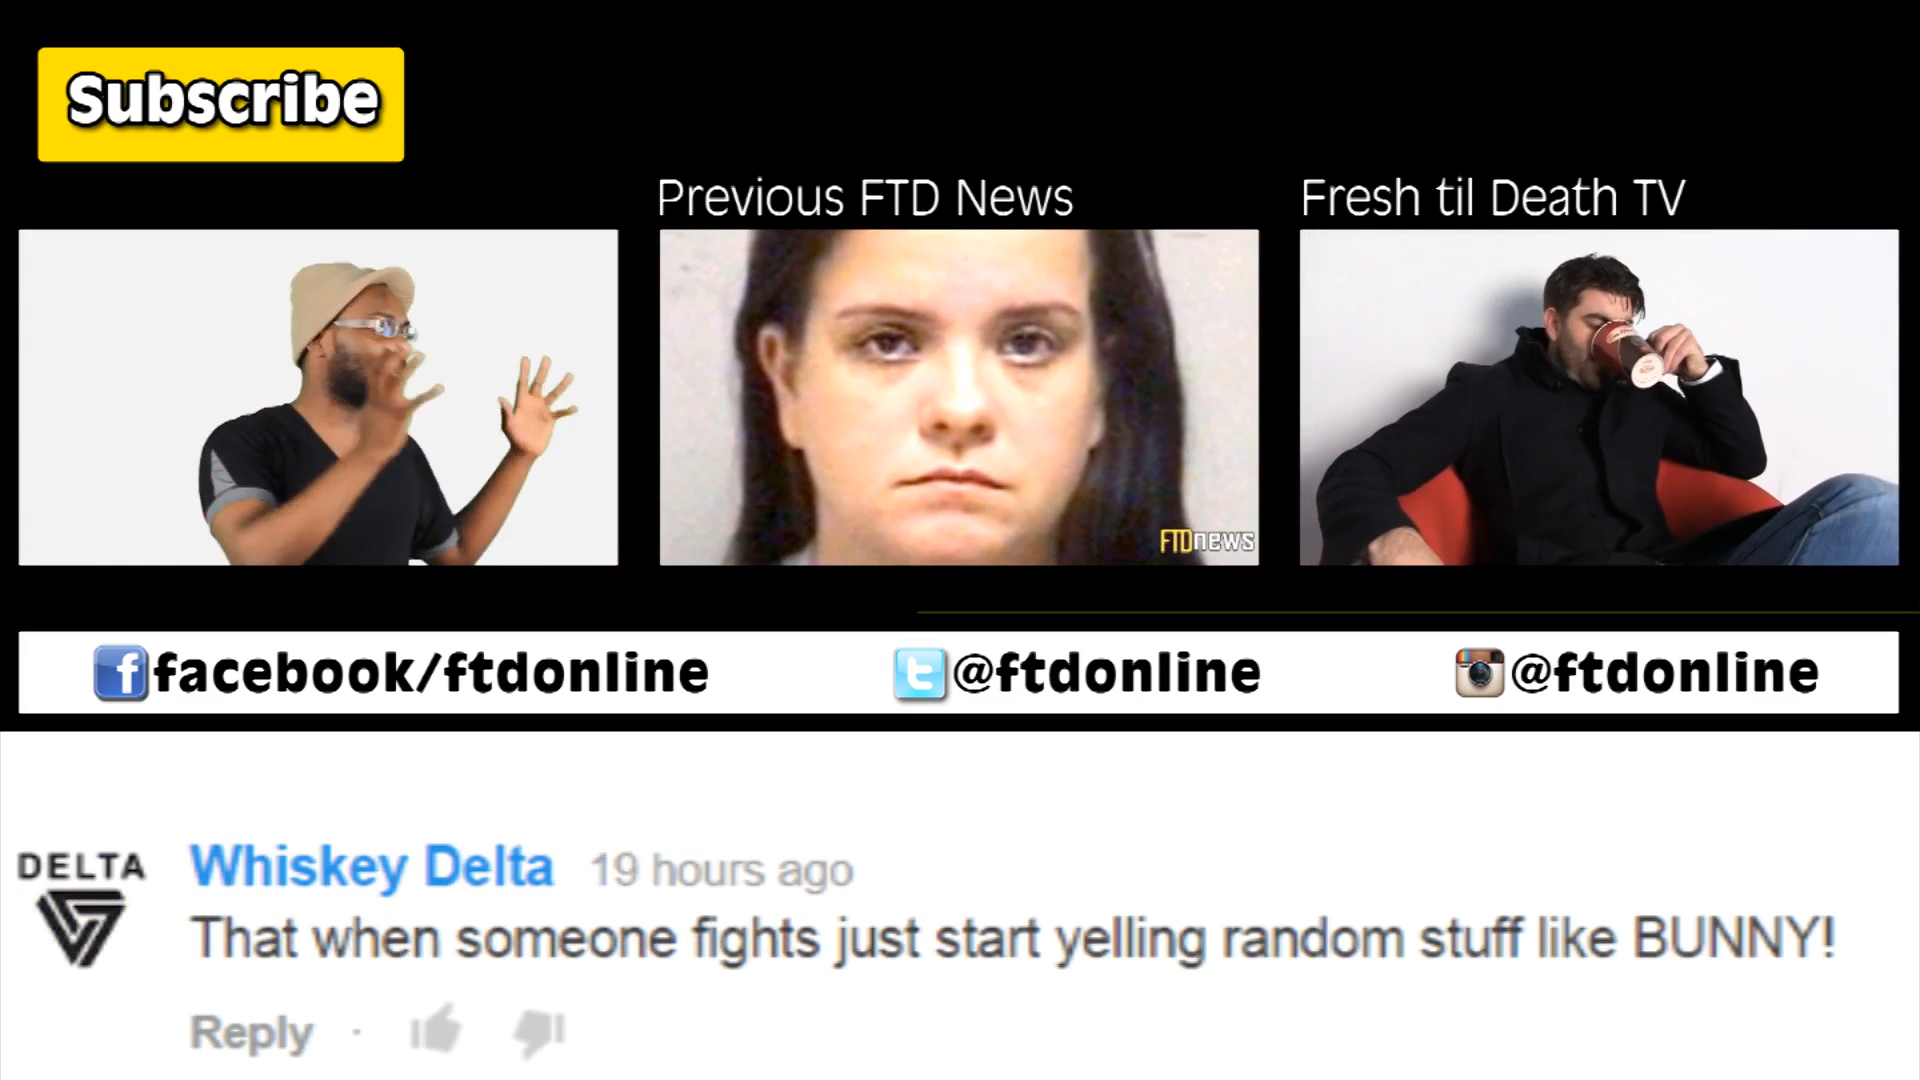 Subscribe
Previous FTD News
Fresh til Death TV
FTDnews
facebook/ftdonline
@ftdonline
@ftdonline
DELTA
Whiskey Delta 19 hours ago
That when someone fights just start yelling random stuff like BUNNY!
Reply ·